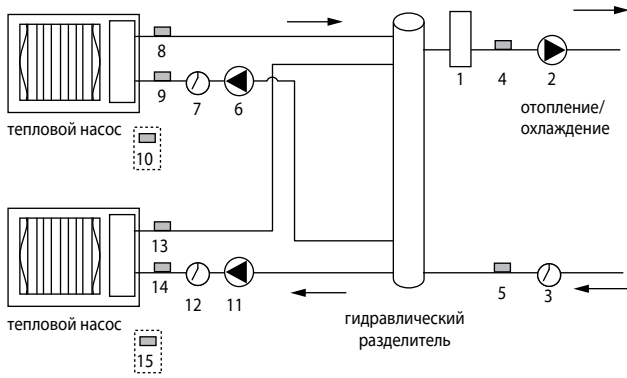 8
9
7
6
1
4
2
тепловой насос
отопление/
охлаждение
10
13
14
12
11
5
3
тепловой насос
гидравлический
разделитель
15